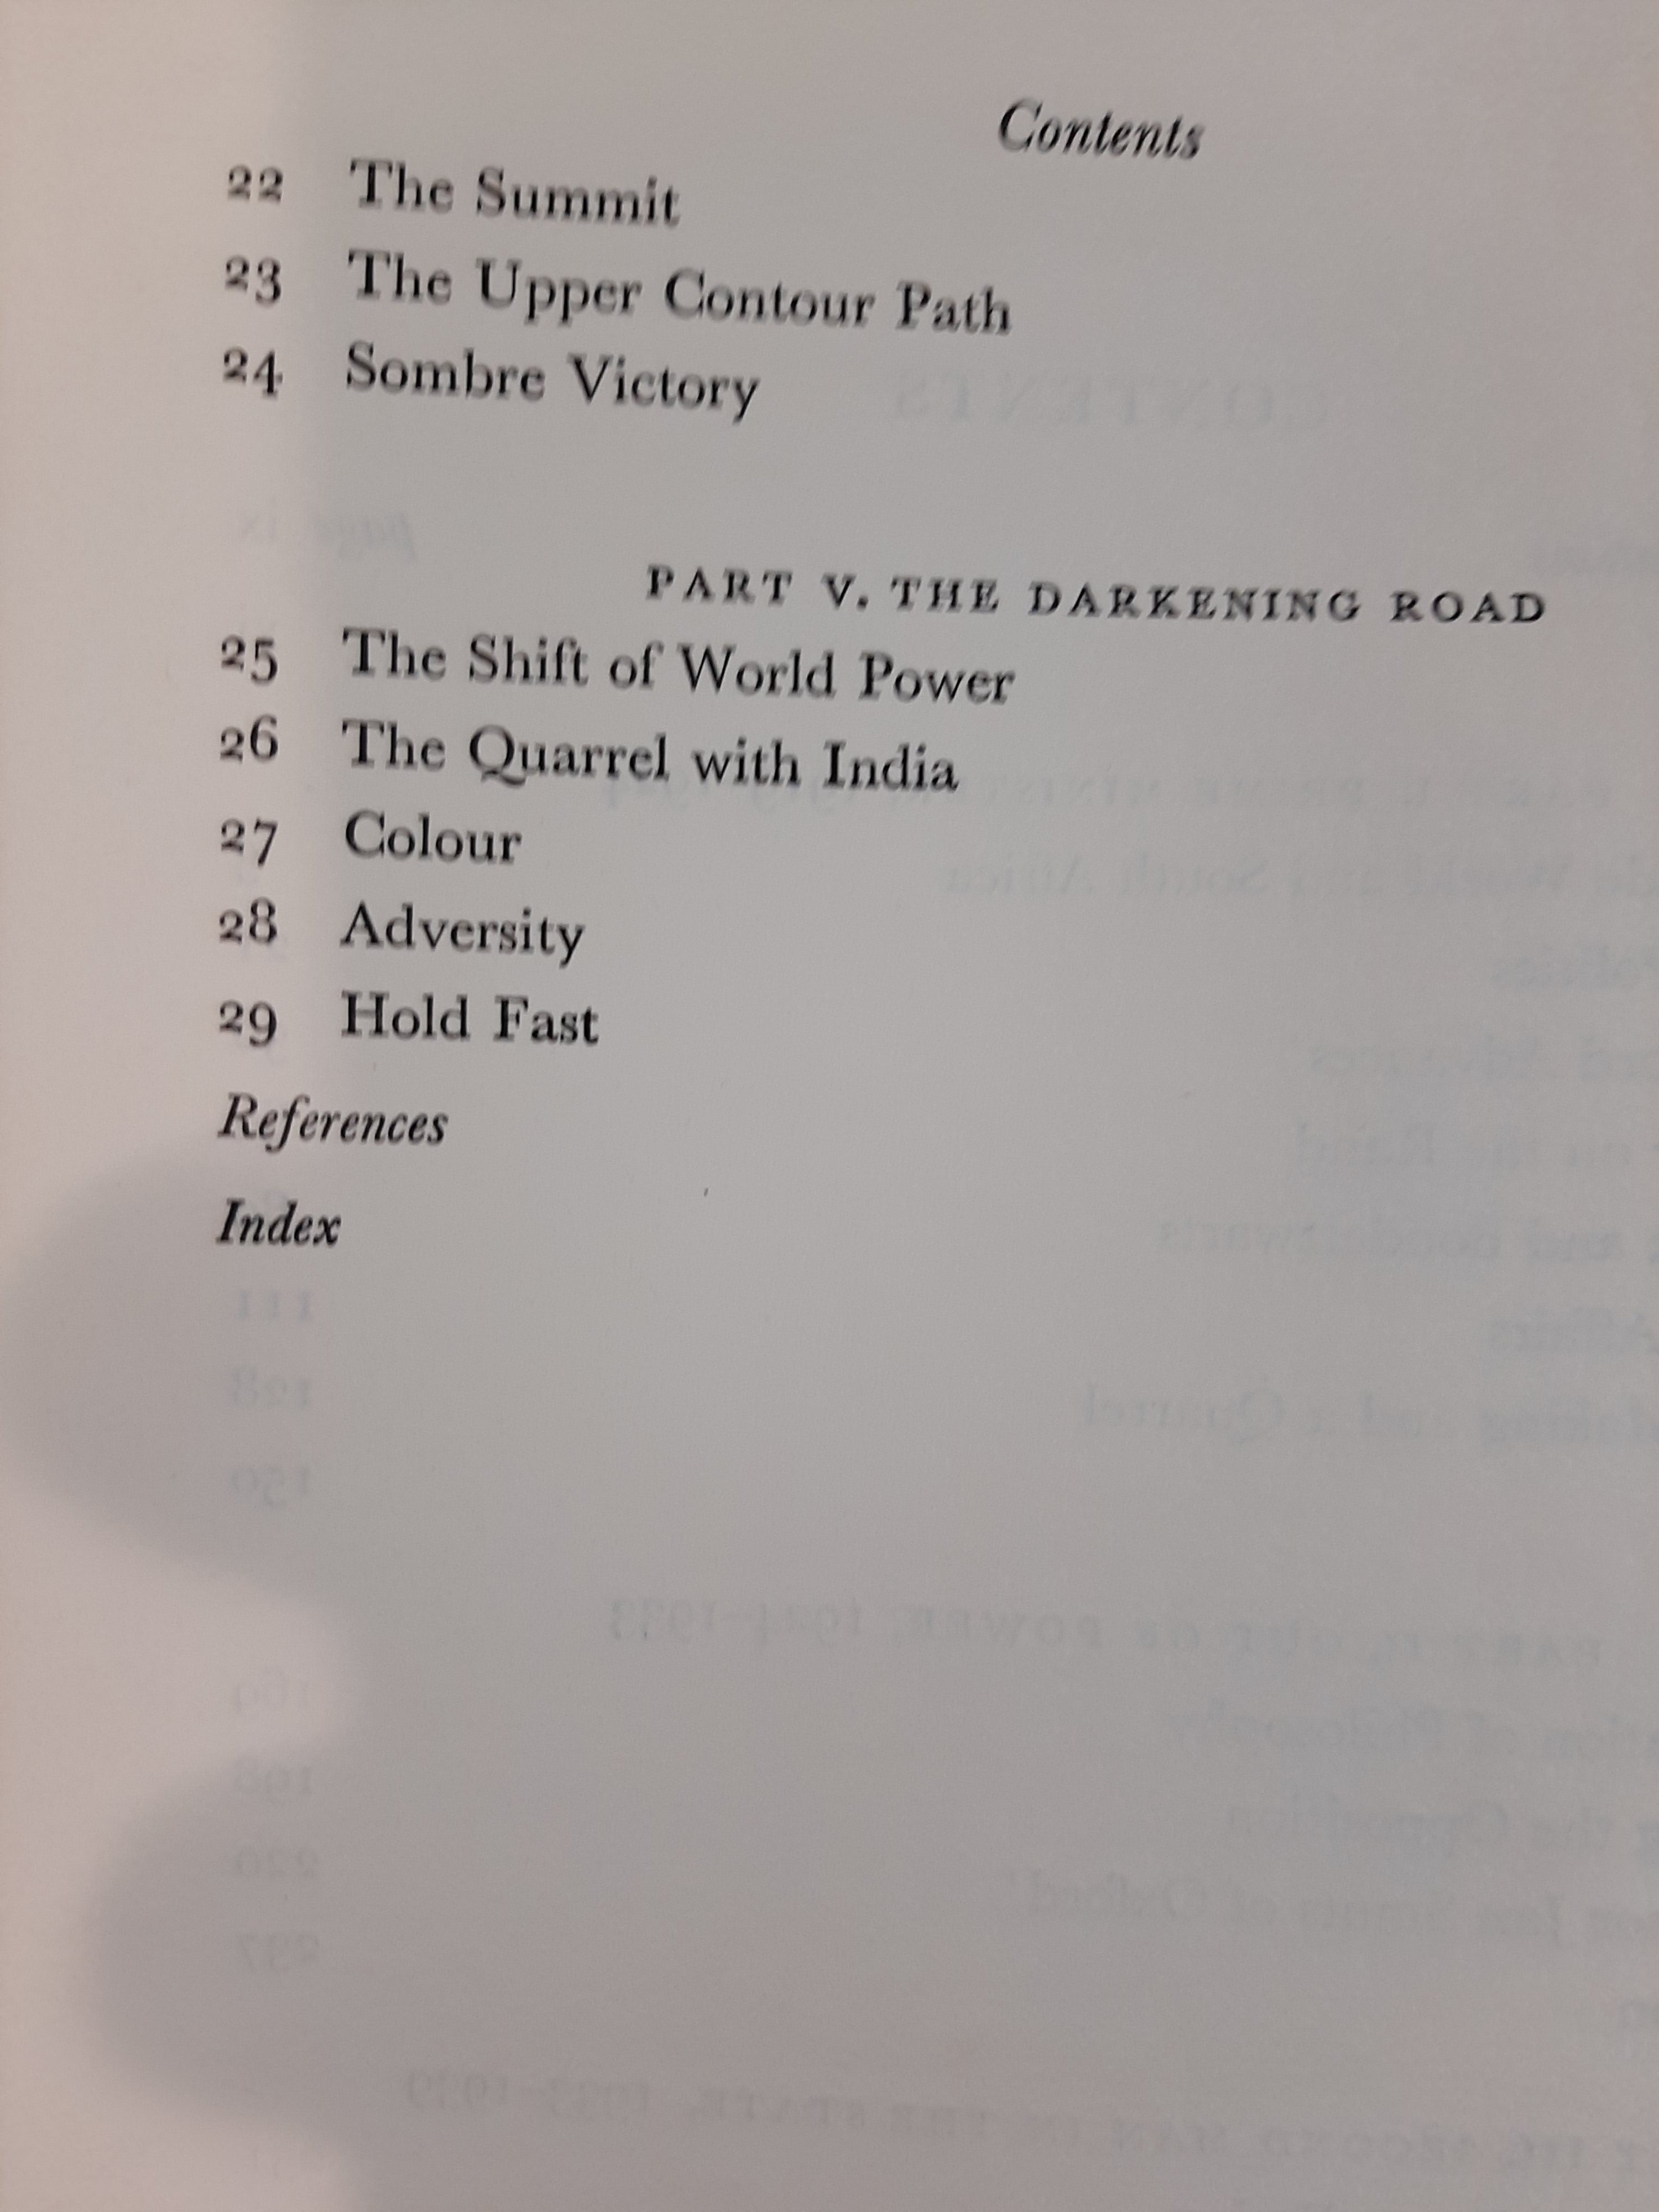 Contents
22 The Summit
23 The Upper Contour Path
24 Sombre Victory
PART V. THE DARKENING ROAD
25 The Shift of World Power
26 The Quarrel with India
27 Colour
28 Adversity
29 Hold Fast
References
Index